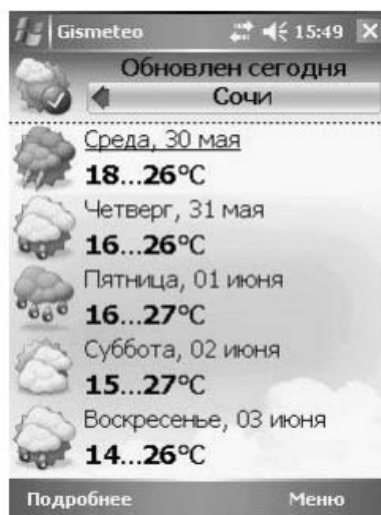 Gismeteo 15:49
Обновлен сегодня
Сочи
Среда, 30 мая
18...26°C
Четверг, 31 мая
16...26°C
Пятница, 01 июня
16...27°C
Суббота, 02 июня
15...27°C
Воскресенье, 03 июня
14...26°C
Подробнее Меню